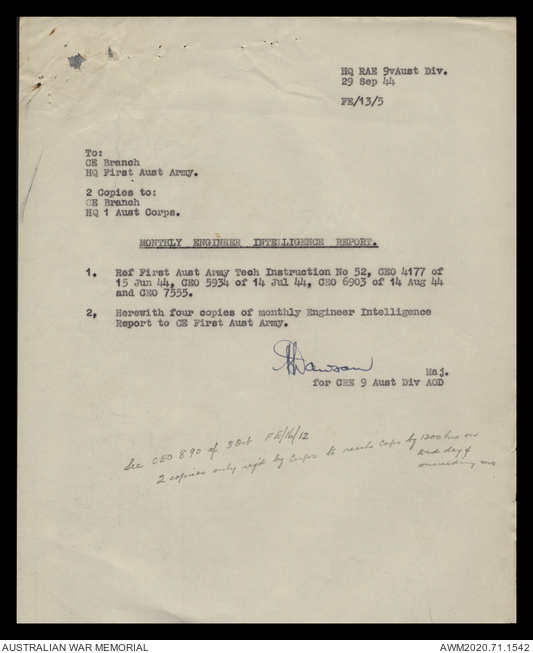 HQ RAE 9vAust Div.
29 Sep 44
FE/13/5
To:
CE Branch
HQ First Aust Army.
2 Copies to:
CE Branch
HQ 1 Aust Corps.
MONTHLY ENGINEER INTELLIGENCE REPORT.
1. Ref First Aust Army Tech Instruction No 52, CEO 4177 of
15 Jun 44, CEO 5934 of 14 Jul 44, CEO 6903 of 14 Aug 44
and CEO 7555.
2, Herewith four copies of monthly Engineer Intelligence
Report to CE First Aust Army.
Dawson
Maj.
for CRE 9 Aust Div AOD
See CEO 890 of 3 Oct FE/16/12
2 copies only reqd by Corps to reach Corps by 1200 hrs on
2nd day of
succeeding mo
AUSTRALIAN WAR MEMORIAL
AWM2020.71.1542